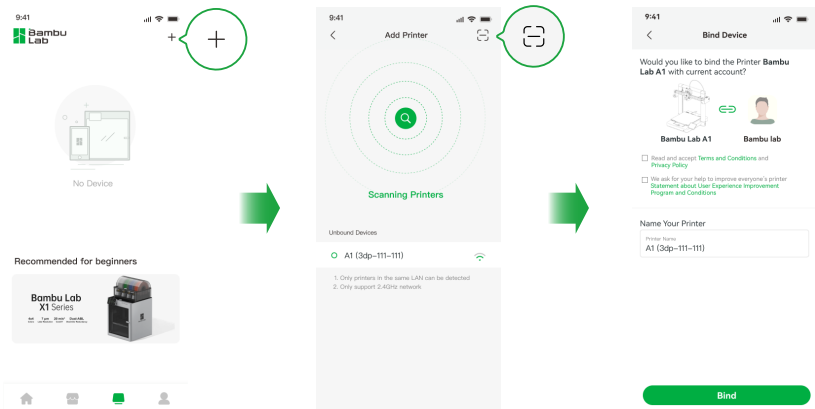 9:41
Bambu
Lab
No Device
Recommended for beginners
Bambu Lab
X1 Series
9:41
Add Printer
Scanning Printers
Unbound Devices
A1 (3dp-111-111)
1. Only printers in the same LAN can be detected
2. Only support 2.4GHz network
9:41
Bind Device
Would you like to bind the Printer Bambu
Lab A1 with current account?
Bambu Lab A1
Bambu lab
Read and accept Terms and Conditions and
Privacy Policy
We ask for your help to improve everyone's printer
Statement about User Experience Improvement
Program and Conditions
Name Your Printer
Printer Name
A1 (3dp-111-111)
Bind